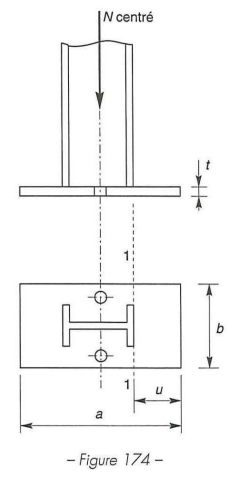 N centré
t
1
b
1
u
a
– Figure 174 –